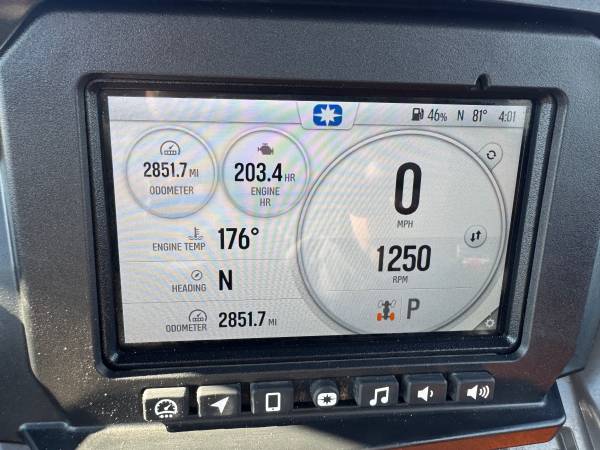 46% N 81° 4:01
2851.7 MI
ODOMETER
203.4 HR
ENGINE
HR
ENGINE TEMP 176°
HEADING N
ODOMETER 2851.7 MI
0
MPH
1250
RPM
P